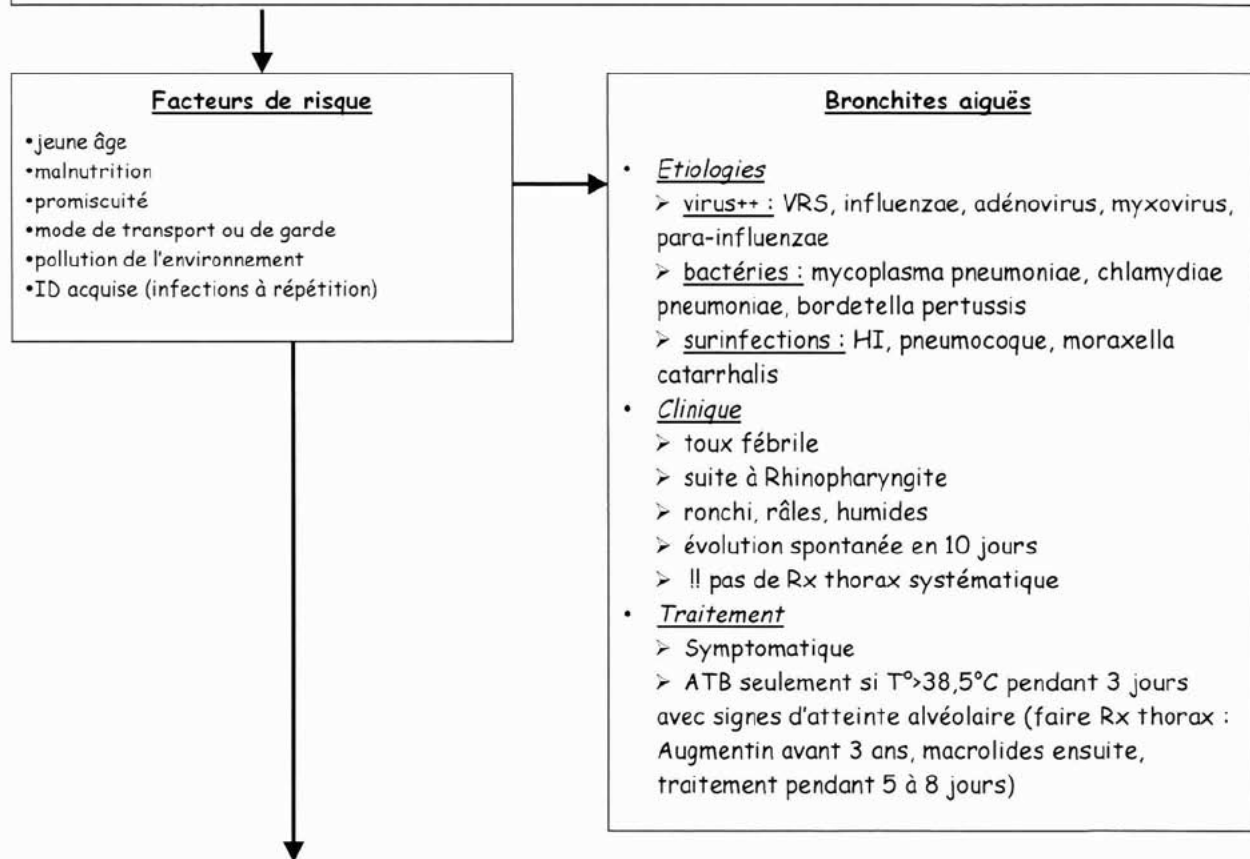 Facteurs de risque
•jeune âge
•malnutrition
•promiscuité
•mode de transport ou de garde
•pollution de l'environnement
•ID acquise (infections à répétition)
Bronchites aiguës
• Etiologies
➢ virus++ : VRS, influenzae, adénovirus, myxovirus,
para-influenzae
➢ bactéries : mycoplasma pneumoniae, chlamydiae
pneumoniae, bordetella pertussis
➢ surinfections : HI, pneumocoque, moraxella
catarrhalis
• Clinique
➢ toux fébrile
➢ suite à Rhinopharyngite
➢ ronchi, râles, humides
➢ évolution spontanée en 10 jours
➢ !! pas de Rx thorax systématique
• Traitement
➢ Symptomatique
➢ ATB seulement si T°>38,5°C pendant 3 jours
avec signes d'atteinte alvéolaire (faire Rx thorax :
Augmentin avant 3 ans, macrolides ensuite,
traitement pendant 5 à 8 jours)